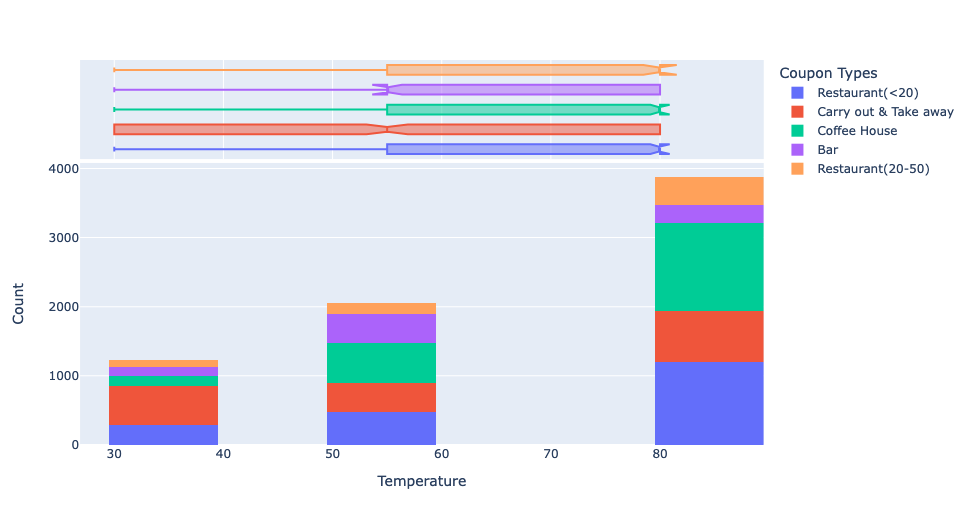 Coupon Types
Restaurant(<20)
Carry out & Take away
Coffee House
Bar
Restaurant(20-50)
4000
3000
2000
1000
0
Count
30 40 50 60 70 80
Temperature